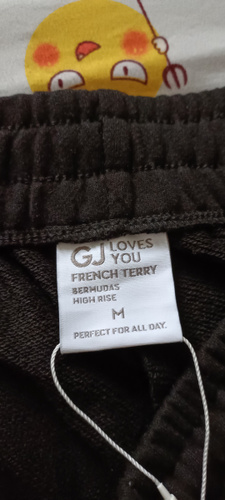 GJ LOVES
YOU
FRENCH TERRY
BERMUDAS
HIGH RISE
M
PERFECT FOR ALL DAY.